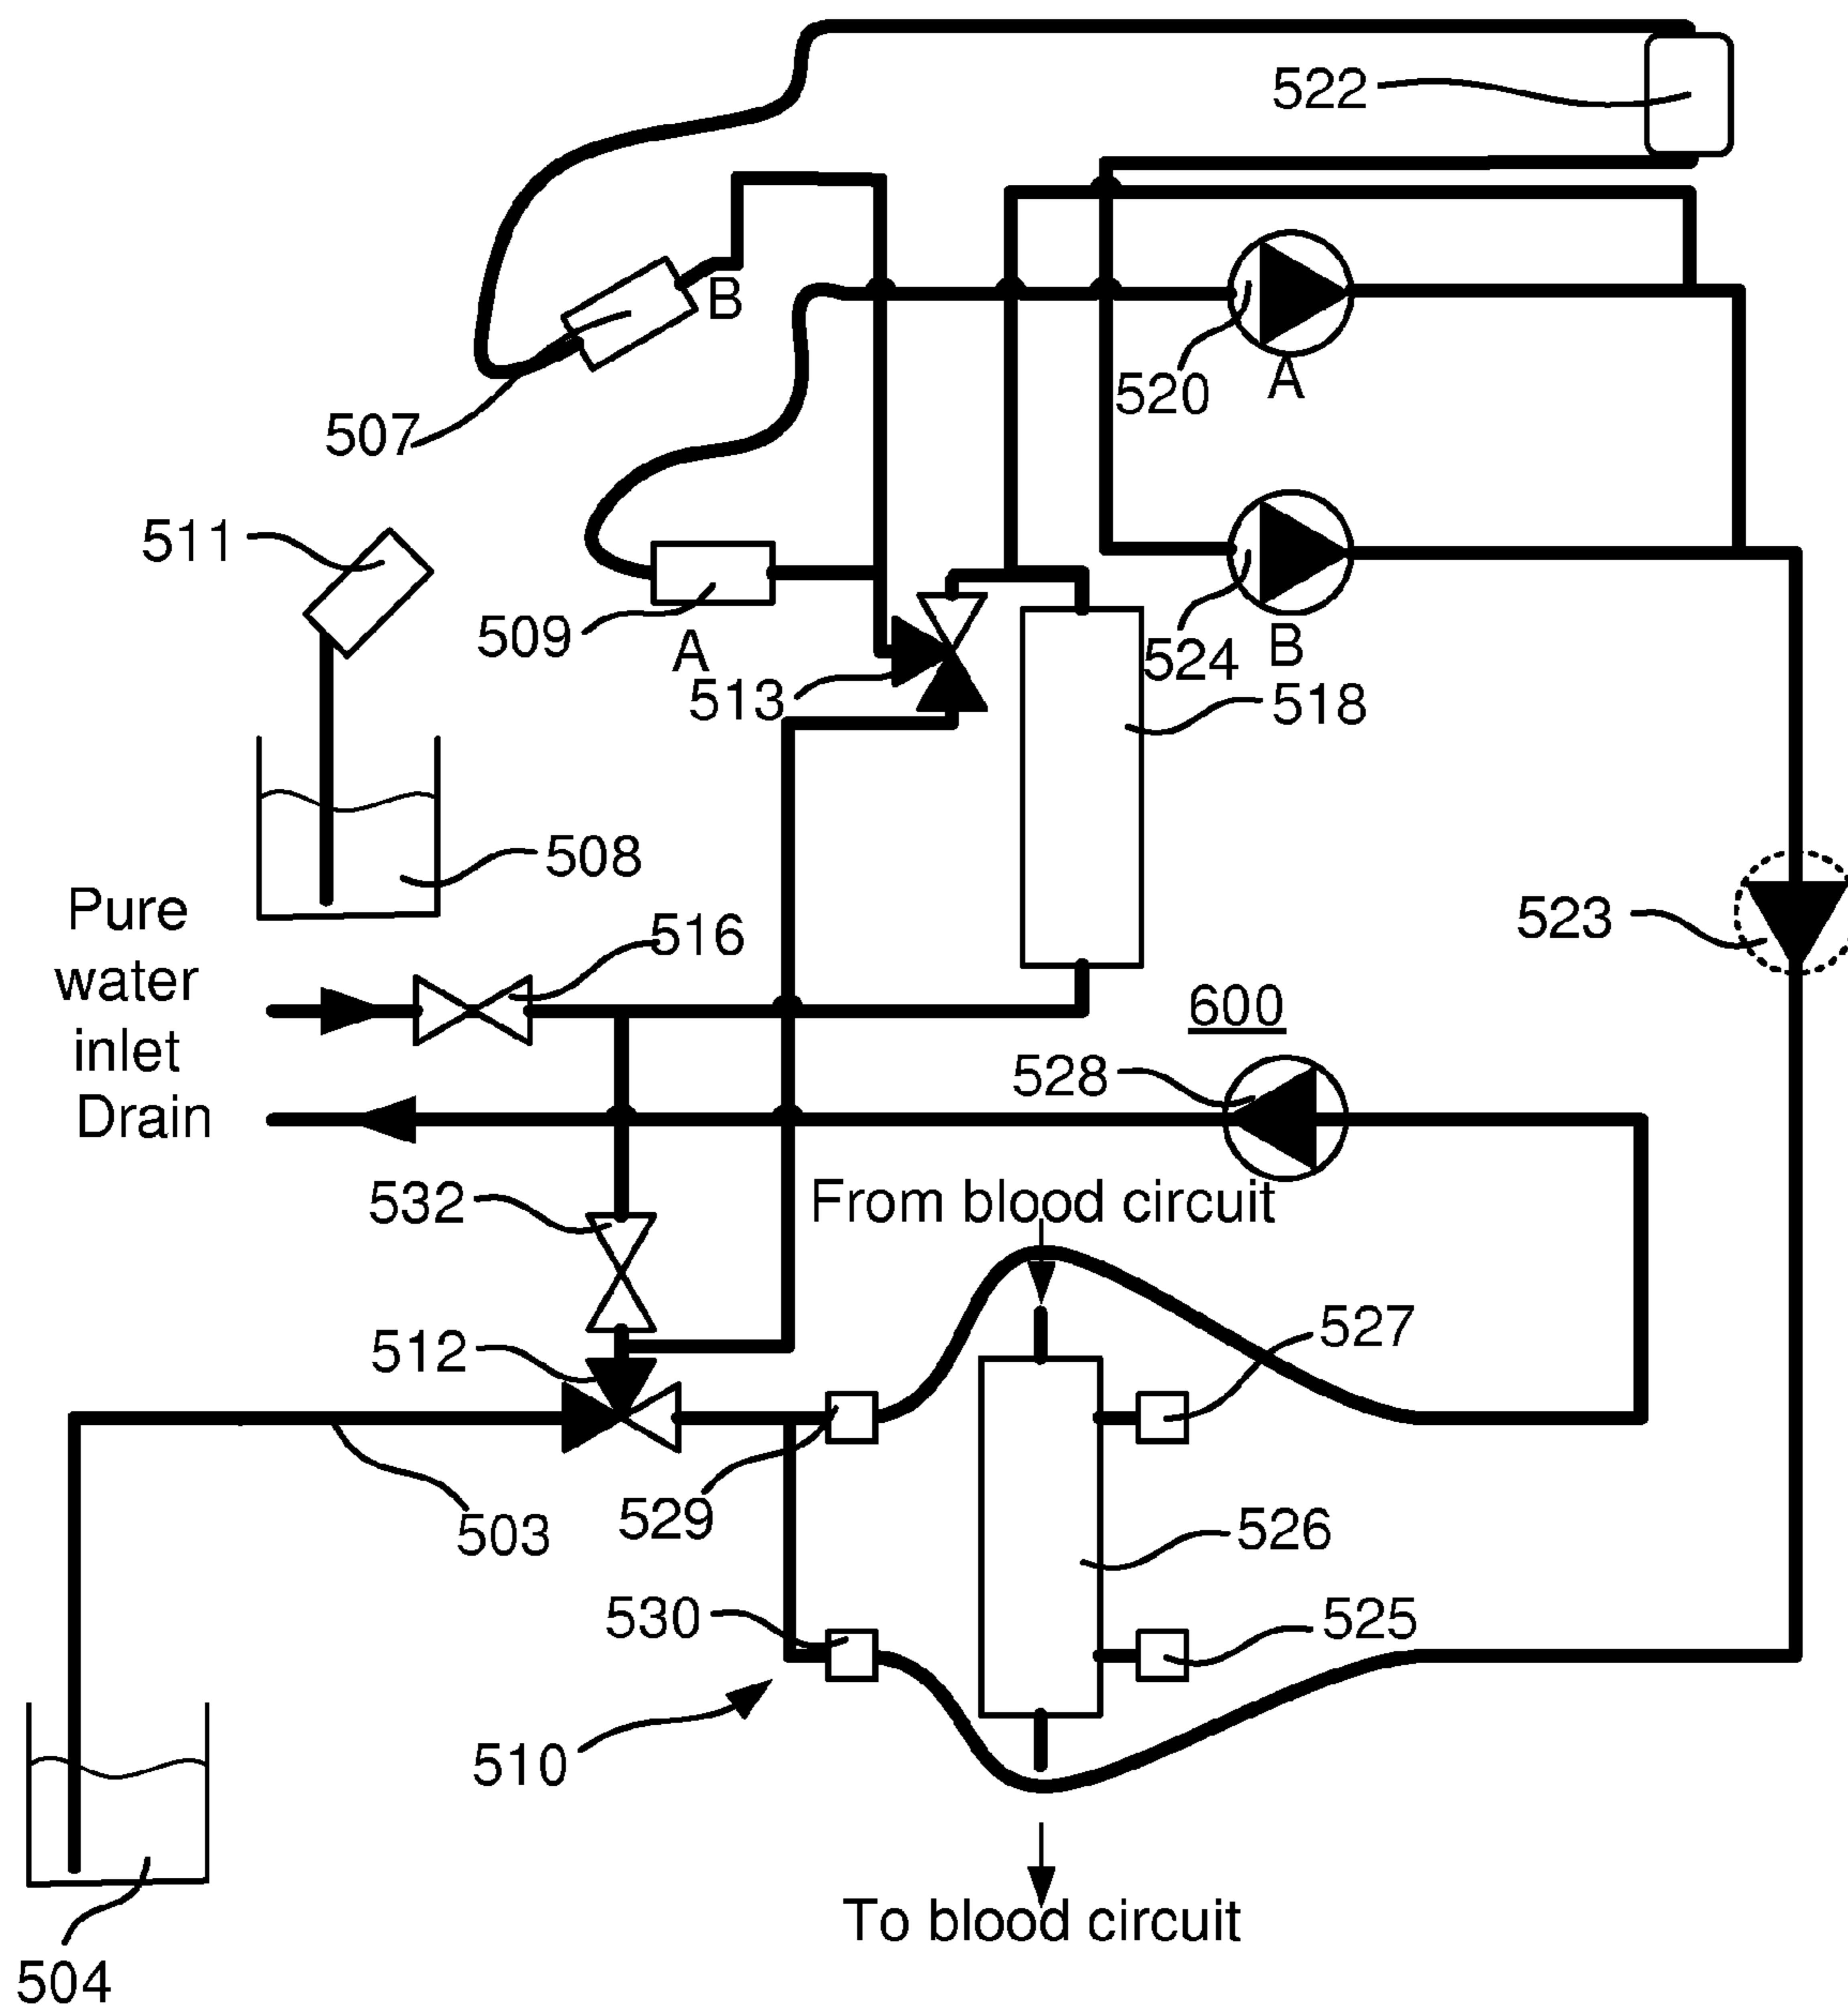 522
B
520
A
507
511
509
A
524
B
513
518
508
Pure
water
inlet
516
523
600
528
Drain
532
From blood circuit
512
527
529
503
526
530
525
510
To blood circuit
504